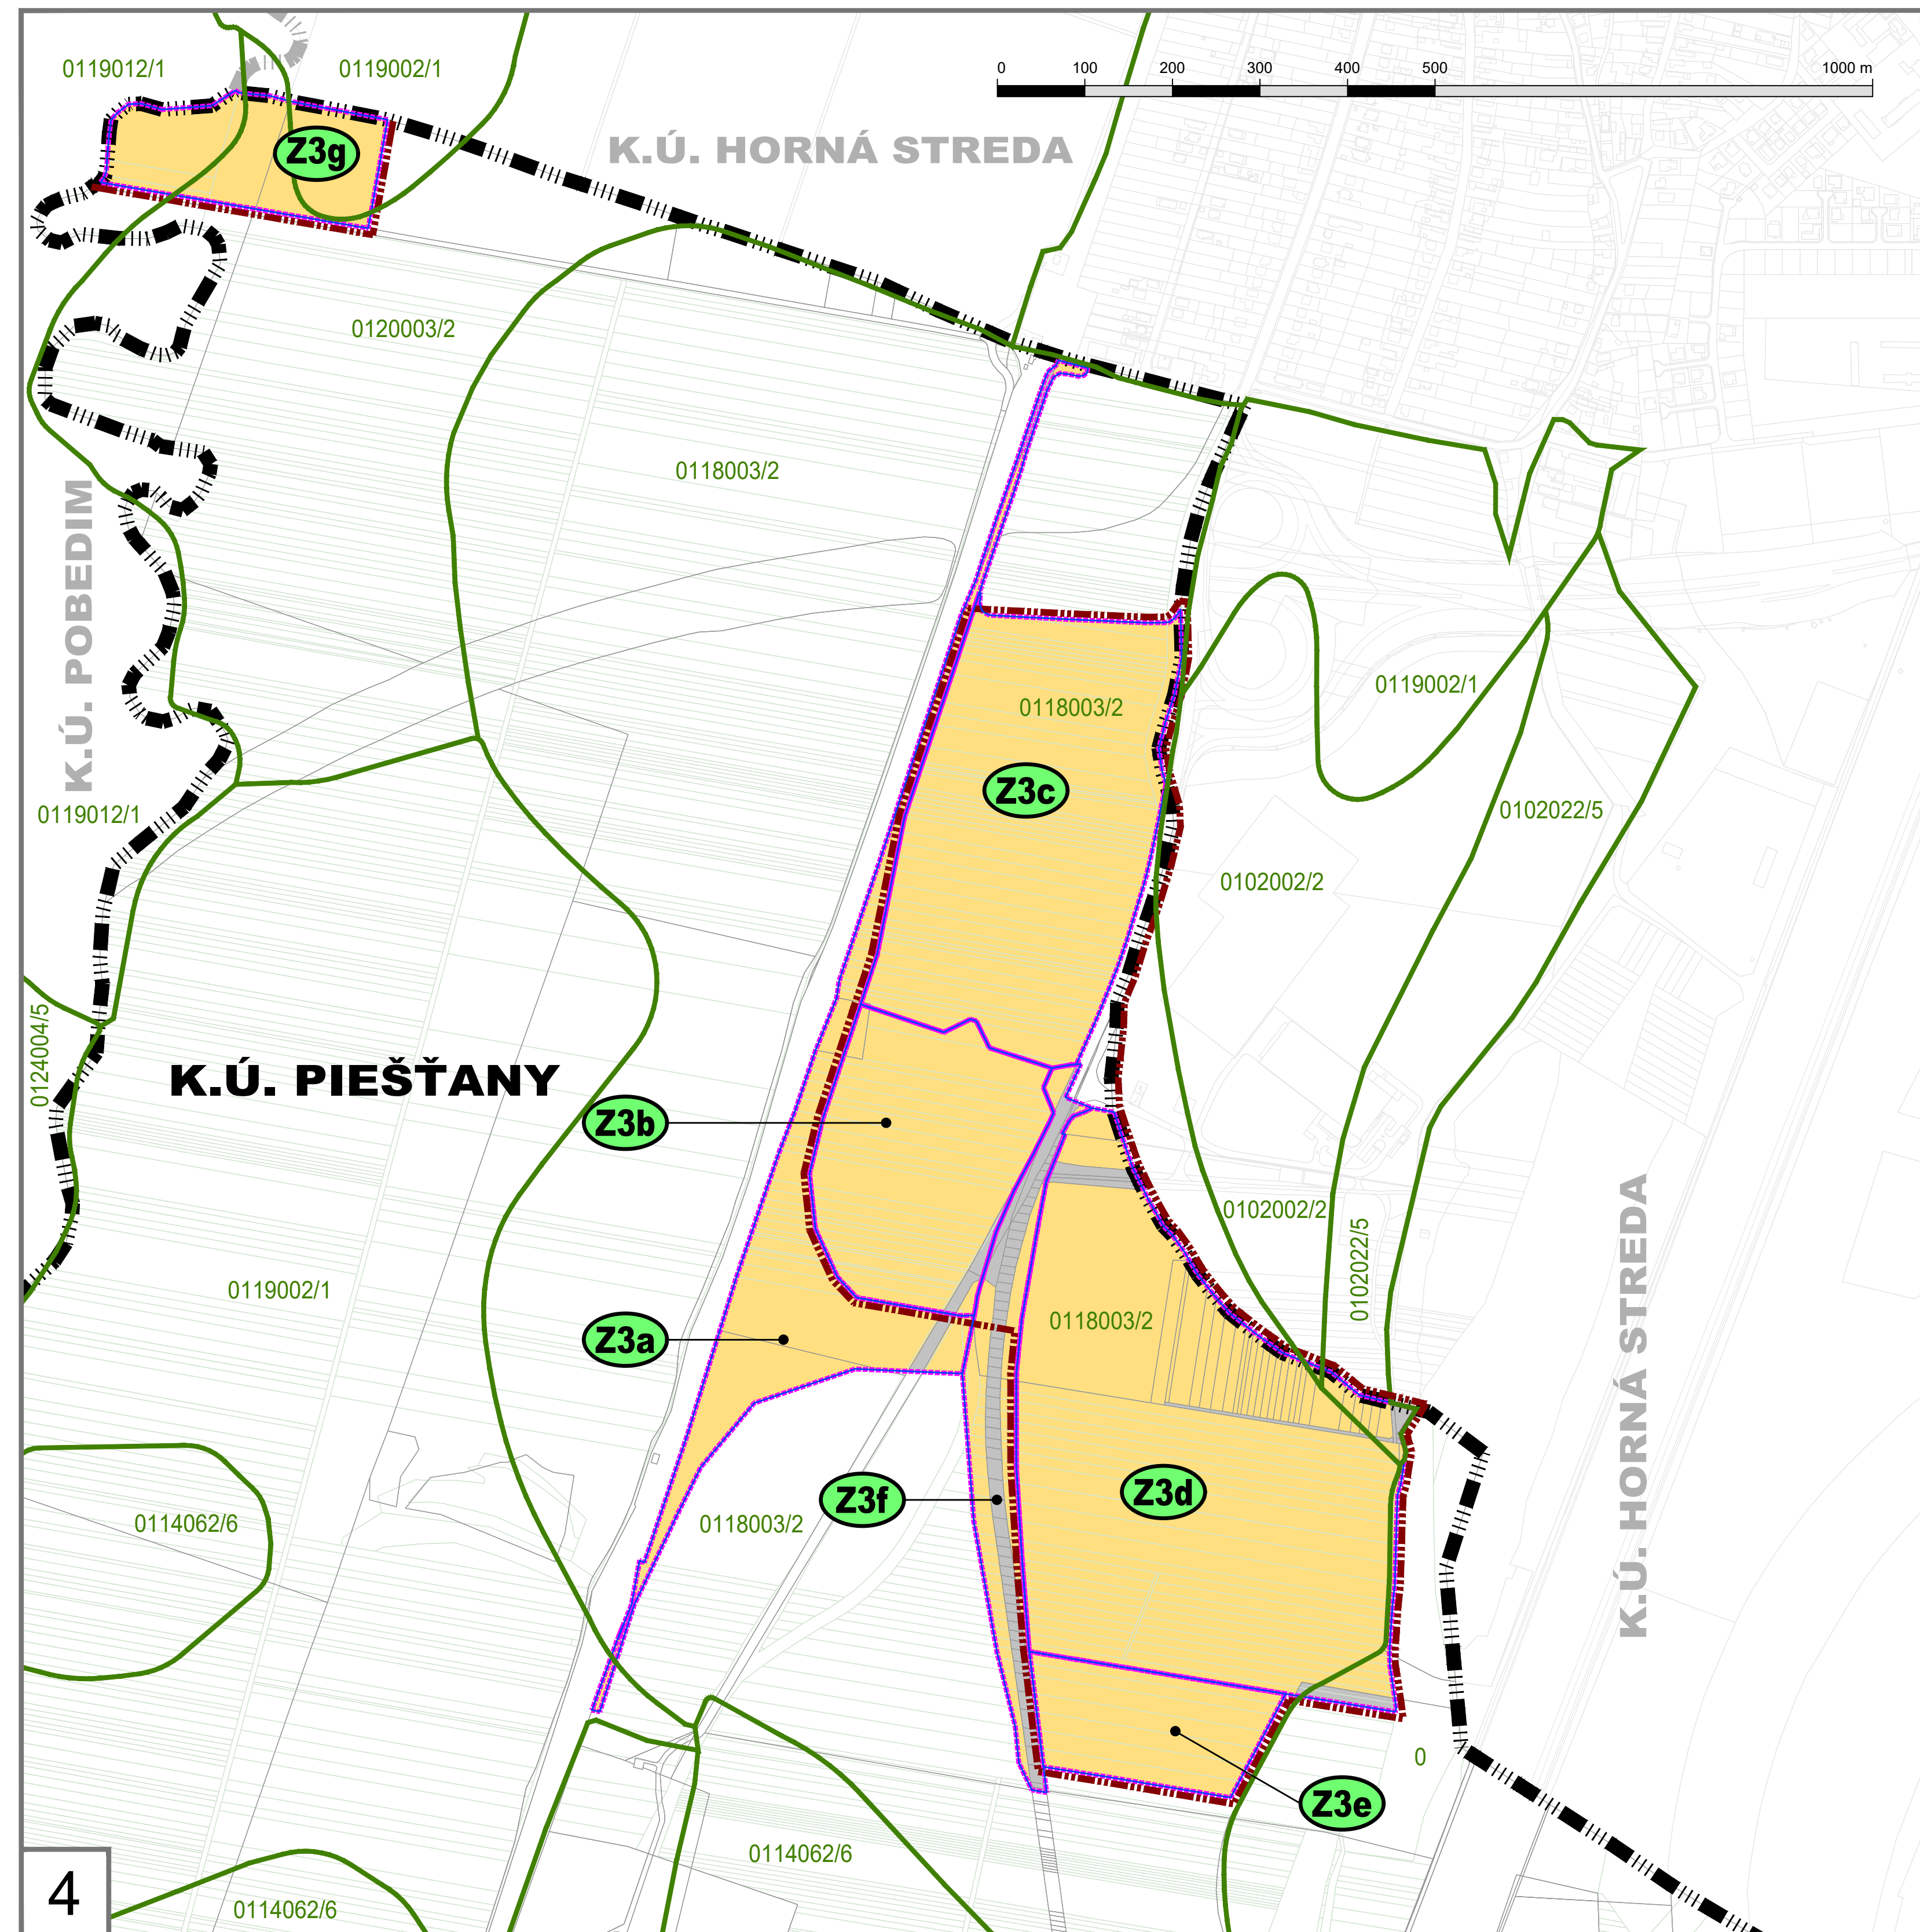 0119012/1
0119002/1
0 100 200 300 400 500 1000 m
K.Ú. HORNÁ STREDA
Z3g
0120003/2
0118003/2
K.Ú. POBEDIM
0118003/2
0119002/1
Z3c
0119012/1
0102022/5
0102002/2
0124004/5
K.Ú. PIEŠŤANY
Z3b
0102002/2
0102022/5
K.Ú. HORNÁ STREDA
0119002/1
0118003/2
Z3a
Z3d
Z3f
0114062/6
0118003/2
0
Z3e
0114062/6
4
0114062/6